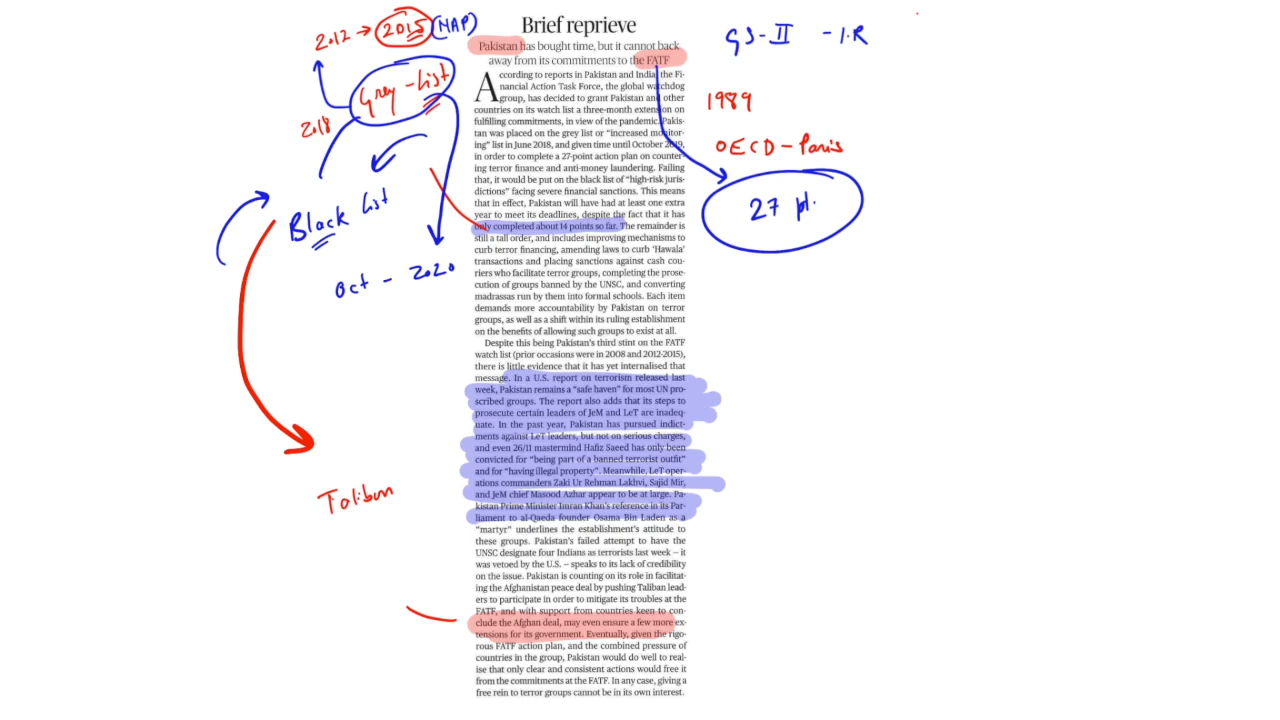 Brief reprieve
Pakistan has bought time, but it cannot back
away from its commitments to the FATF
According to reports in Pakistan and India, the Fi-
nancial Action Task Force, the global watchdog
group, has decided to grant Pakistan and other
countries on its watch list a three-month extension on
fulfilling commitments, in view of the pandemic. Pakis-
tan was placed on the grey list or “increased monitor-
ing” list in June 2018, and given time until October 2019,
in order to complete a 27-point action plan on counter-
ing terror finance and anti-money laundering. Failing
that, it would be put on the black list of “high-risk juris-
dictions” facing severe financial sanctions. This means
that in effect, Pakistan will have had at least one extra
year to meet its deadlines, despite the fact that it has
only completed about 14 points so far. The remainder is
still a tall order, and includes improving mechanisms to
curb terror financing, amending laws to curb ‘Hawala’
transactions and placing sanctions against cash cou-
riers who facilitate terror groups, completing the prose-
cution of groups banned by the UNSC, and converting
madrassas run by them into formal schools. Each item
demands more accountability by Pakistan on terror
groups, as well as a shift within its ruling establishment
on the benefits of allowing such groups to exist at all.
Despite this being Pakistan’s third stint on the FATF
watch list (prior occasions were in 2008 and 2012-2015),
there is little evidence that it has yet internalised that
message. In a U.S. report on terrorism released last
week, Pakistan remains a “safe haven” for most UN pro-
scribed groups. The report also adds that its steps to
prosecute certain leaders of JeM and LeT are inadeq-
uate. In the past year, Pakistan has pursued indict-
ments against LeT leaders, but not on serious charges,
and even 26/11 mastermind Hafiz Saeed has only been
convicted for “being part of a banned terrorist outfit”
and for “having illegal property”. Meanwhile, LeT oper-
ations commanders Zaki Ur Rehman Lakhvi, Sajid Mir,
and JeM chief Masood Azhar appear to be at large. Pa-
kistan Prime Minister Imran Khan’s reference in its Par-
liament to al-Qaeda founder Osama Bin Laden as a
“martyr” underlines the establishment’s attitude to
these groups. Pakistan’s failed attempt to have the
UNSC designate four Indians as terrorists last week — it
was vetoed by the U.S. — speaks to its lack of credibility
on the issue. Pakistan is counting on its role in facilitat-
ing the Afghanistan peace deal by pushing Taliban lead-
ers to participate in order to mitigate its troubles at the
FATF, and with support from countries keen to con-
clude the Afghan deal, may even ensure a few more ex-
tensions for its government. Eventually, given the rigo-
rous FATF action plan, and the combined pressure of
countries in the group, Pakistan would do well to real-
ise that only clear and consistent actions would free it
from the commitments at the FATF. In any case, giving a
free rein to terror groups cannot be in its own interest.
2012 → 2015 (NAP)
Grey-List
2018
Black list
Oct - 2020
Taliban
GS-II - I.R
1989
OECD - Paris
27 pt.